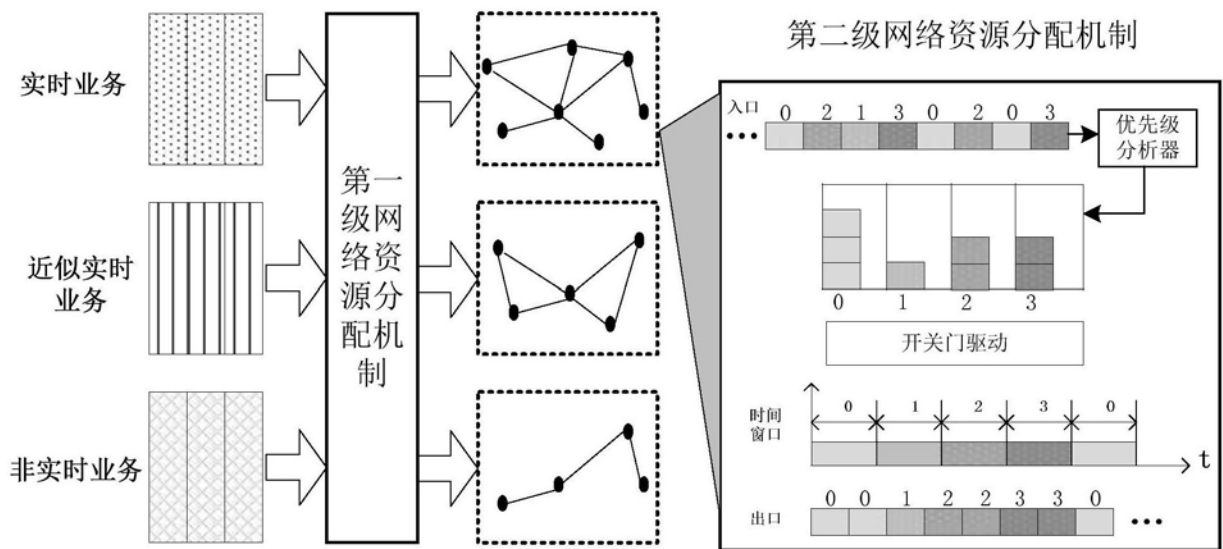 实时业务
近似实时
业务
非实时业务
第一
级网
络资
源分
配机
制
第二级网络资源分配机制
入口
0 2 1 3 0 2 0 3
•••
优先级
分析器
0 1 2 3
开关门驱动
时间
窗口
0 1 2 3 0
t
0 0 1 2 2 3 3 0
出口
•••